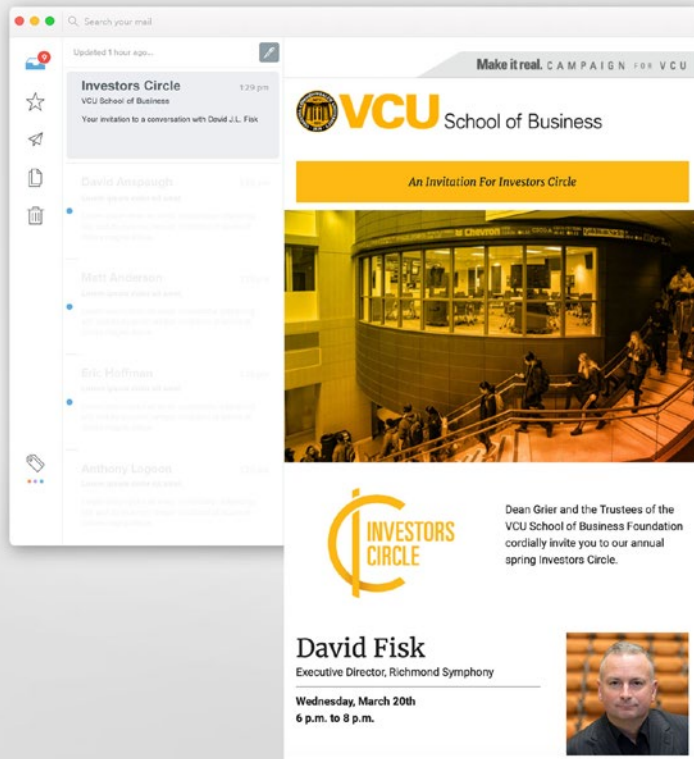 Search your mail
9
Updated 1 hour ago...
Investors Circle
1:29 pm
VCU School of Business
Your invitation to a conversation with David J.L. Fisk
David Anspaugh
Matt Anderson
Eric Hoffman
Anthony Lagoon
Make it real. CAMPAIGN FOR VCU
VCU School of Business
An Invitation For Investors Circle
Chevron
INVESTORS
CIRCLE
Dean Grier and the Trustees of the
VCU School of Business Foundation
cordially invite you to our annual
spring Investors Circle.
David Fisk
Executive Director, Richmond Symphony
Wednesday, March 20th
6 p.m. to 8 p.m.